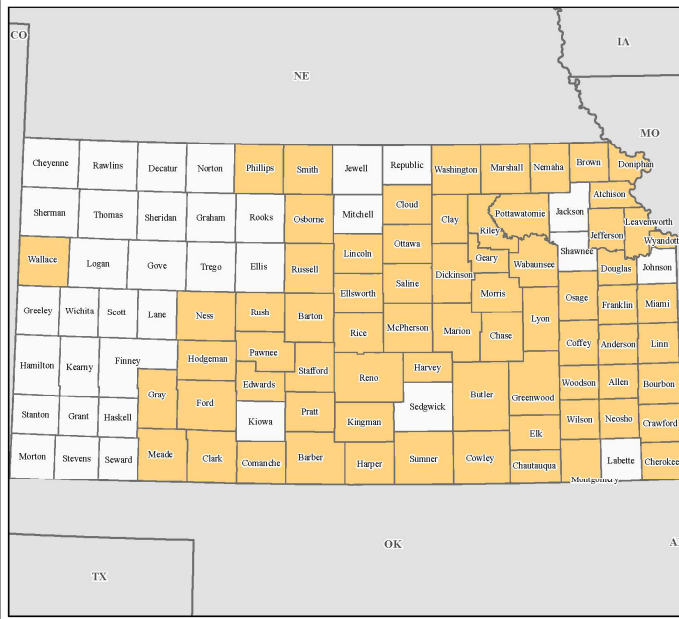 CO
IA
NE
MO
Cheyenne Rawlins Decatur Norton Phillips Smith Jewell Republic Washington Marshall Nemaha Brown Doniphan
Atchison
Sherman Thomas Sheridan Graham Rooks Osborne Mitchell Cloud Clay Riley Pottawatomie Jackson Jefferson Leavenworth
Wyandott
Wallace Logan Gove Trego Ellis Russell Lincoln Ottawa Dickinson Geary Wabaunsee Shawnee Douglas Johnson
Ellsworth Saline Morris Osage Franklin Miami
Greeley Wichita Scott Lane Ness Rush Barton Rice McPherson Marion Chase Lyon Coffey Anderson Linn
Hamilton Kearny Finney Hodgeman Pawnee Stafford Reno Harvey
Edwards Woodson Allen Bourbon
Gray Ford Kiowa Pratt Kingman Sedgwick Butler Greenwood Wilson Neosho Crawford
Stanton Grant Haskell Elk
Morton Stevens Seward Meade Clark Comanche Barber Harper Sumner Cowley Chautauqua Montgomery Labette Cherokee
OK
A
TX